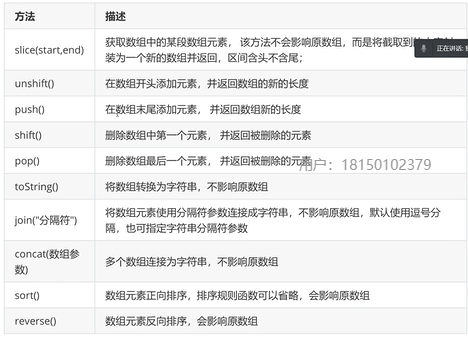 方法 描述
slice(start,end) 获取数组中的某段数组元素， 该方法不会影响原数组，而是将截取到的
装为一个新的数组并返回，区间含头不含尾；
正在讲话:
unshift() 在数组开头添加元素，并返回数组的新的长度
push() 在数组末尾添加元素， 并返回数组新的长度
shift() 删除数组中第一个元素， 并返回被删除的元素
pop() 删除数组最后一个元素， 并返回被删除的元素
用户：18150102379
toString() 将数组转换为字符串，不影响原数组
join("分隔符") 将数组元素使用分隔符参数连接成字符串，不影响原数组，默认使用逗号分
隔，也可指定字符串分隔符参数
concat(数组参
数) 多个数组连接为字符串，不影响原数组
sort() 数组元素正向排序，排序规则函数可以省略，会影响原数组
reverse() 数组元素反向排序，会影响原数组